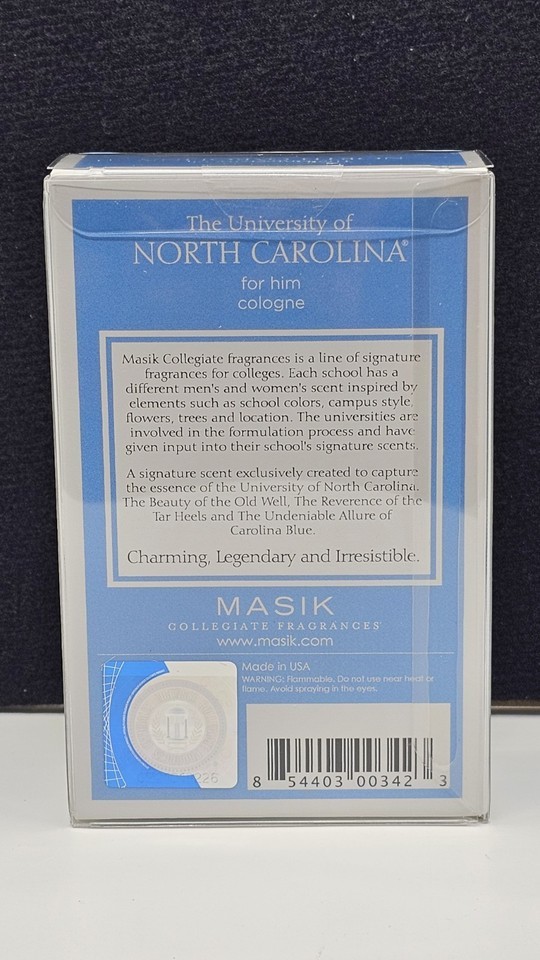 The University of
NORTH CAROLINA®
for him
cologne
Masik Collegiate fragrances is a line of signature
fragrances for colleges. Each school has a
different men's and women's scent inspired by
elements such as school colors, campus style,
flowers, trees and location. The universities are
involved in the formulation process and have
given input into their school's signature scents.
A signature scent exclusively created to capture
the essence of the University of North Carolina.
The Beauty of the Old Well, The Reverence of the
Tar Heels and The Undeniable Allure of
Carolina Blue.
Charming, Legendary and Irresistible.
MASIK
COLLEGIATE FRAGRANCES
www.masik.com
Made in USA
WARNING: Flammable. Do not use near heat or
flame. Avoid spraying in the eyes.
8 54403 00342 3